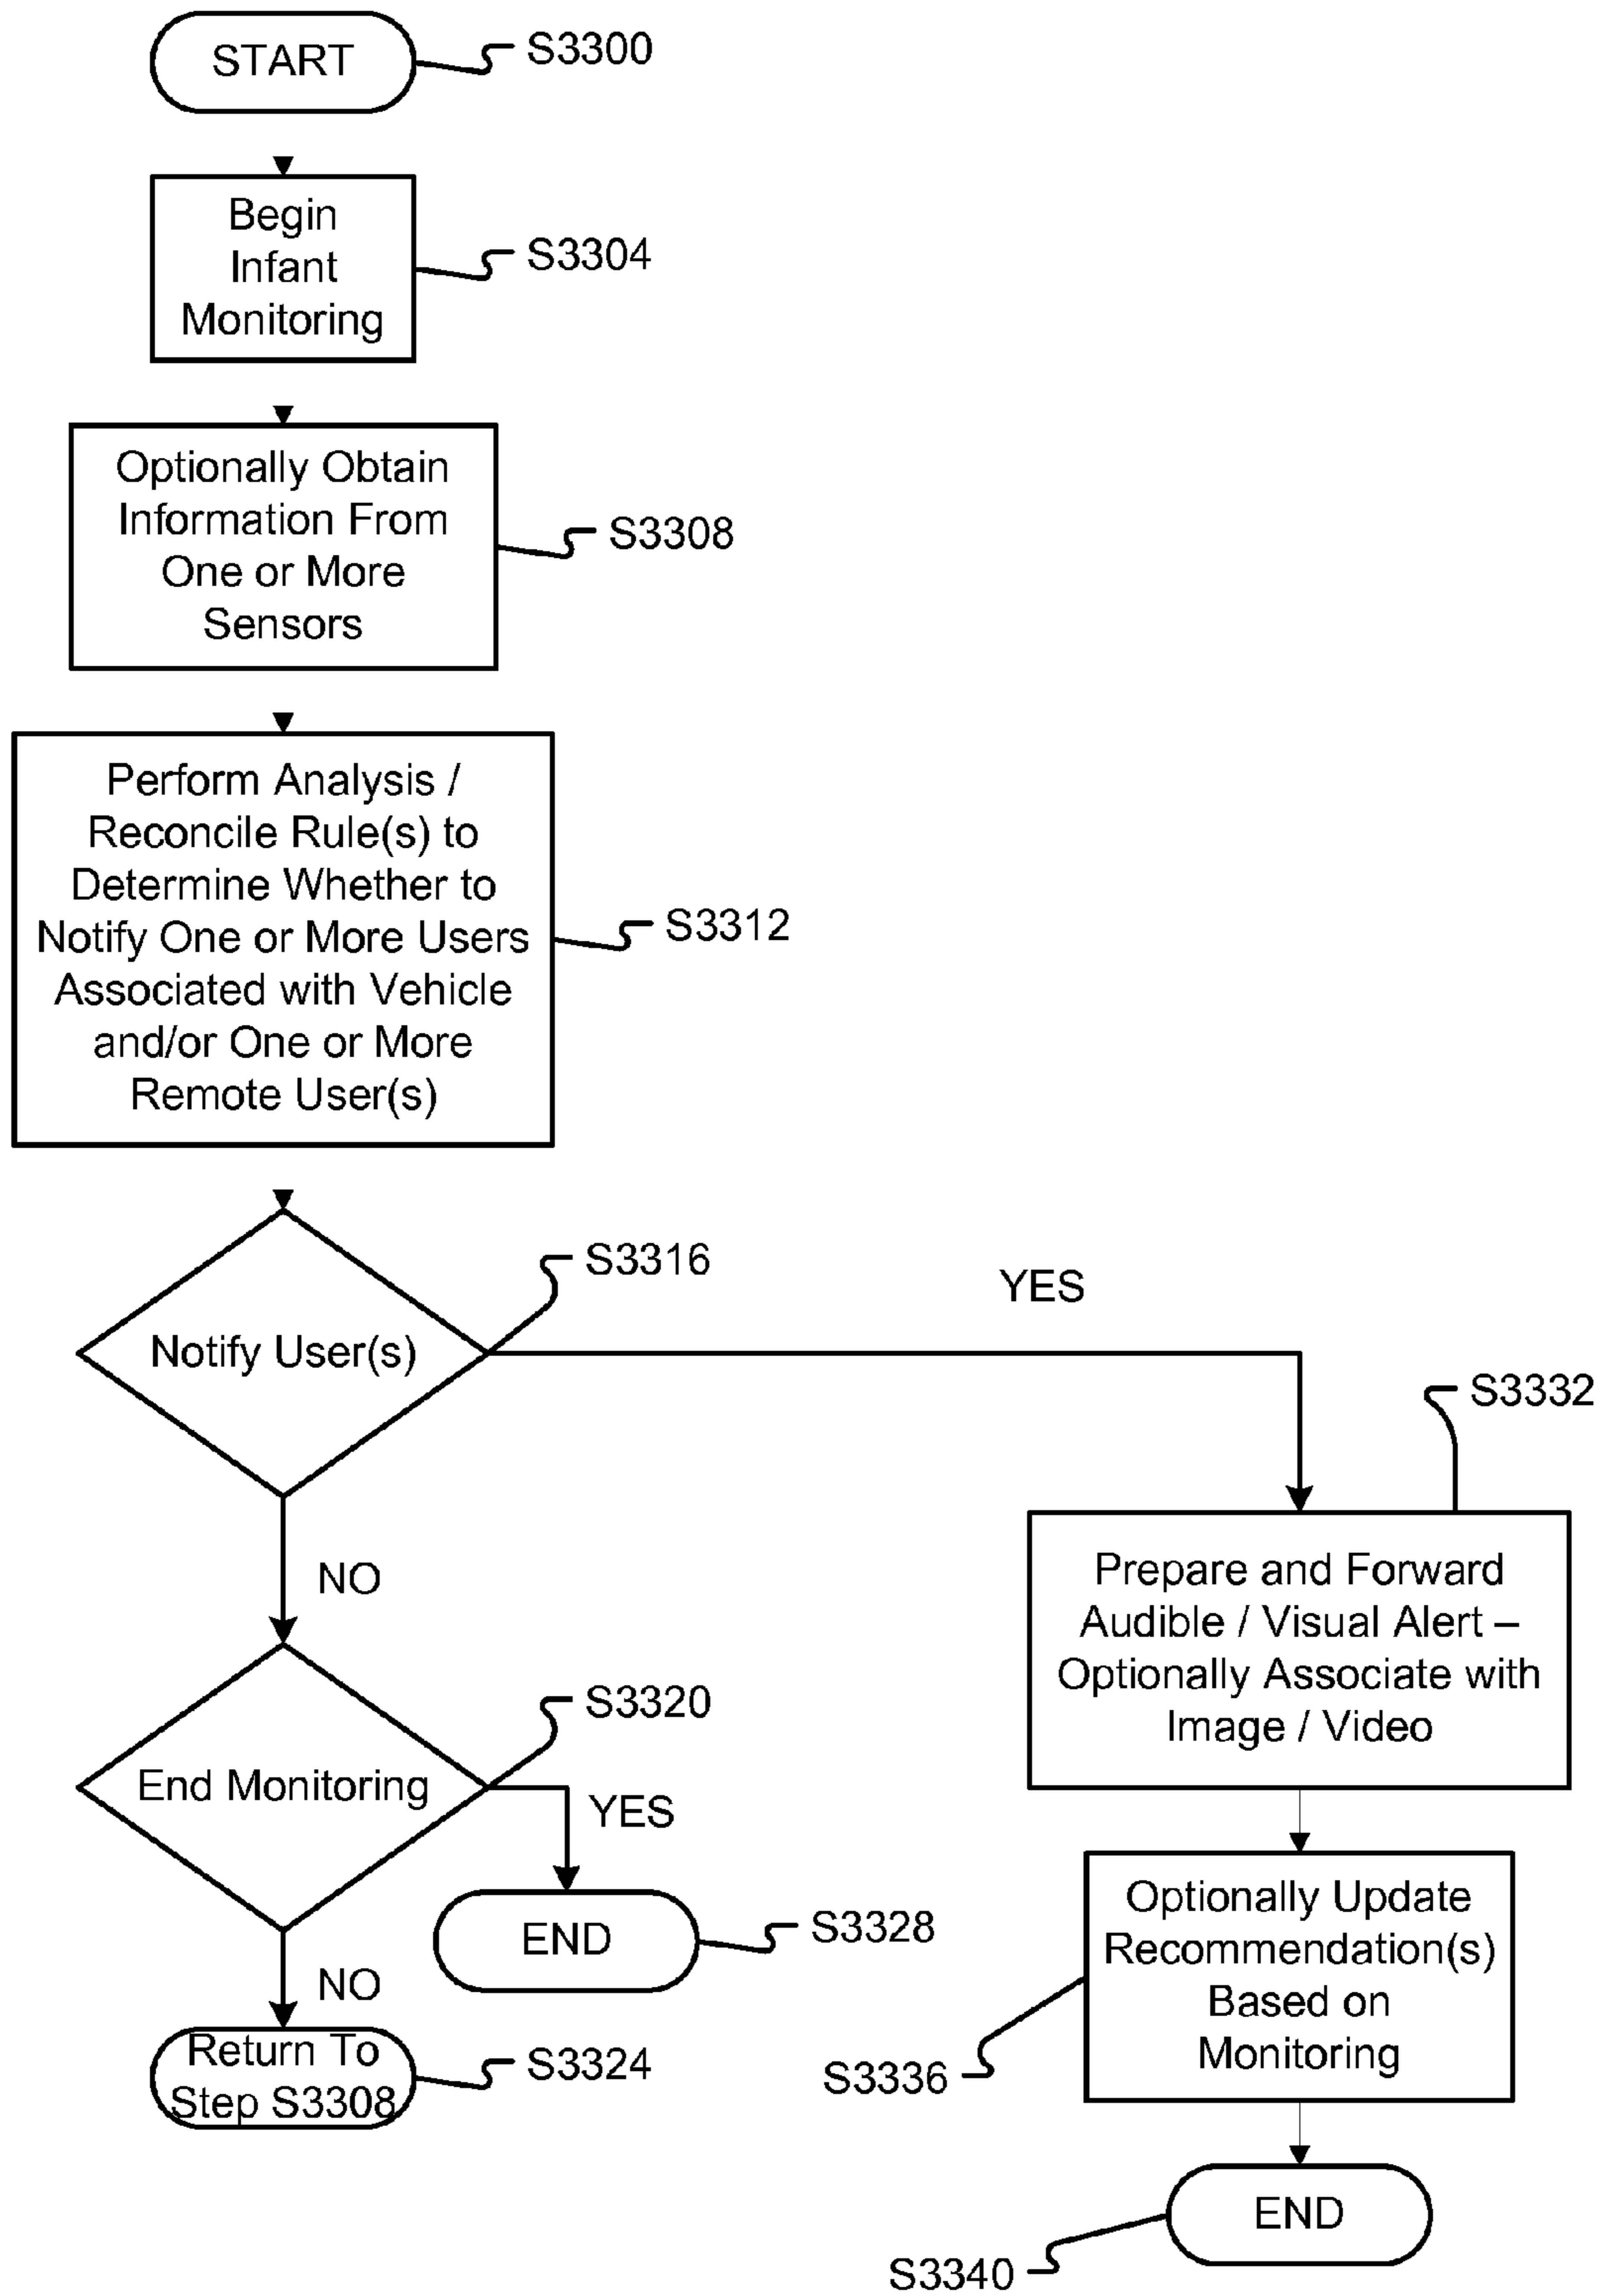 START
S3300
Begin
Infant
Monitoring
S3304
Optionally Obtain
Information From
One or More
Sensors
S3308
Perform Analysis /
Reconcile Rule(s) to
Determine Whether to
Notify One or More Users
Associated with Vehicle
and/or One or More
Remote User(s)
S3312
Notify User(s)
S3316
YES
NO
End Monitoring
S3320
YES
END
S3328
NO
Return To
Step S3308
S3324
S3332
Prepare and Forward
Audible / Visual Alert –
Optionally Associate with
Image / Video
Optionally Update
Recommendation(s)
Based on
Monitoring
S3336
END
S3340